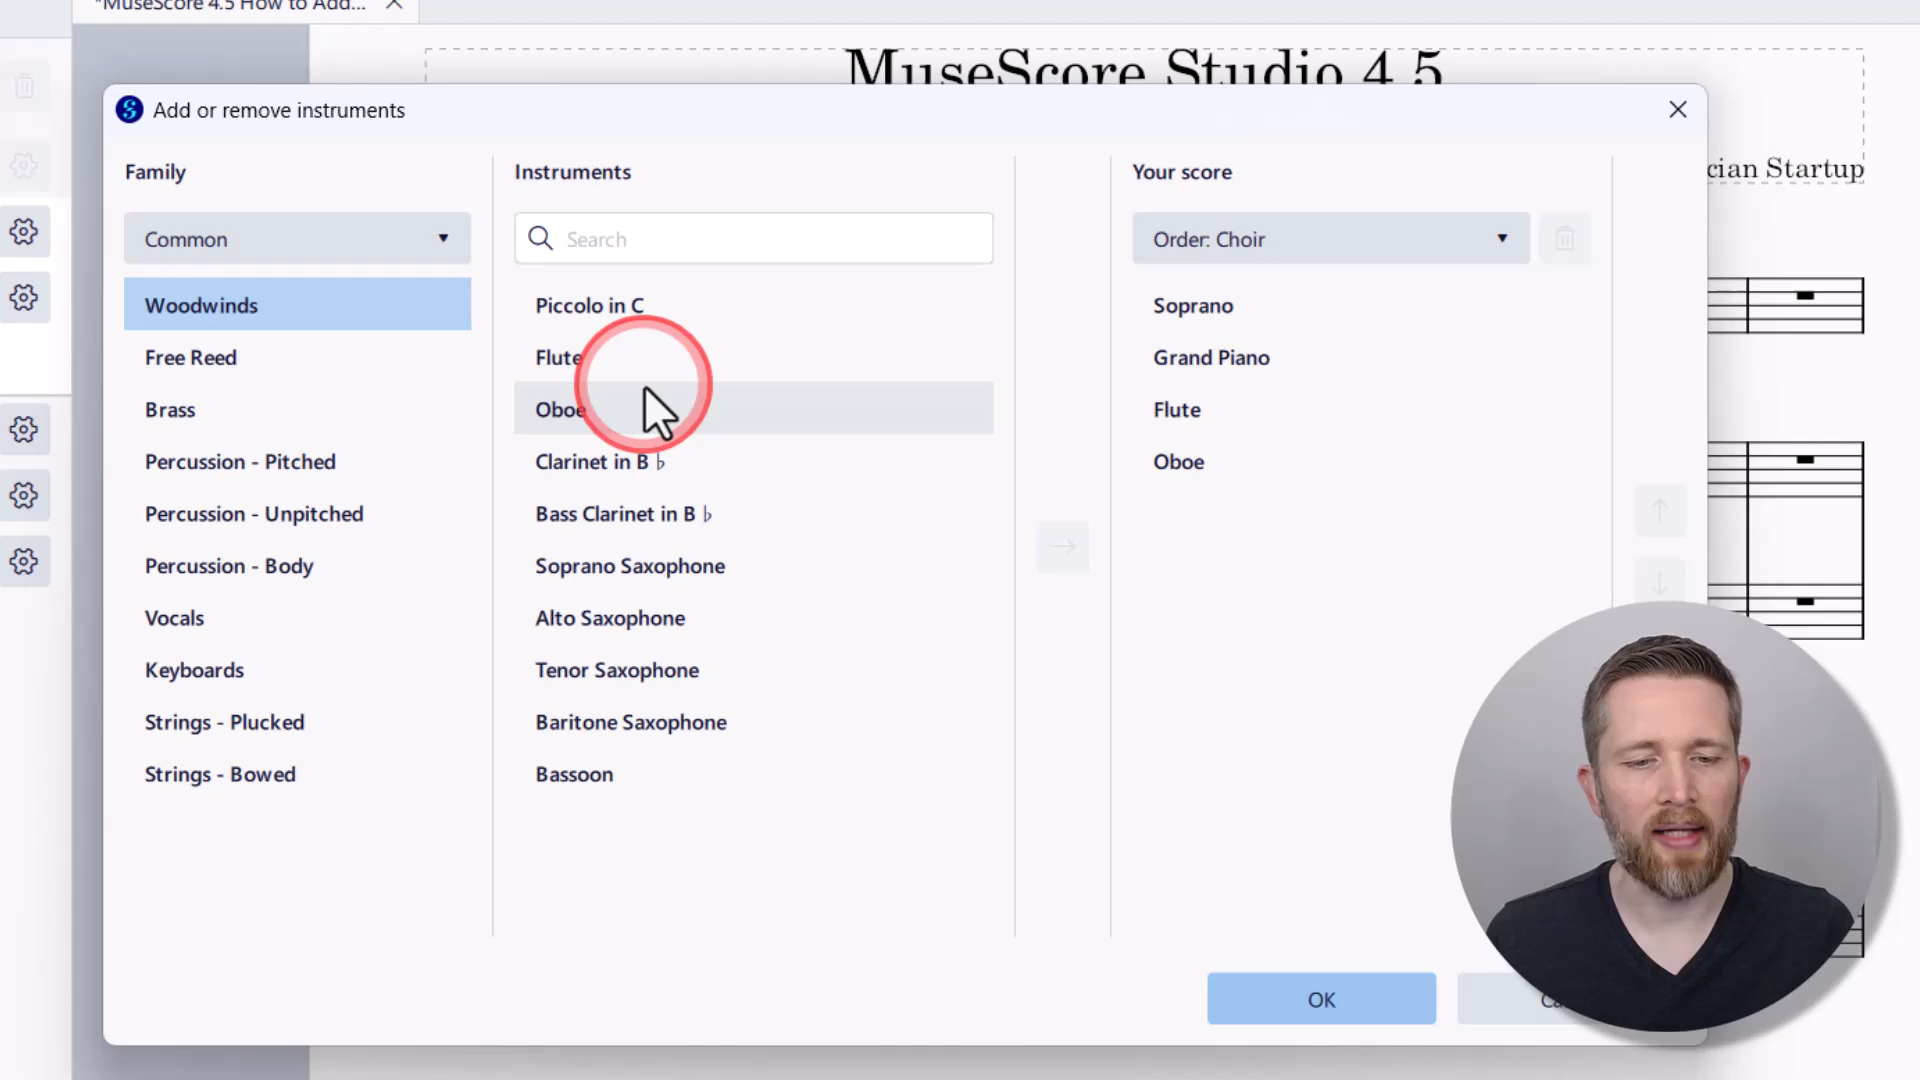 *MuseScore 4.5 How to Add...
MuseScore Studio 4.5
Add or remove instruments
cian Startup
Family
Instruments
Your score
Common
Search
Order: Choir
Woodwinds
Free Reed
Brass
Percussion - Pitched
Percussion - Unpitched
Percussion - Body
Vocals
Keyboards
Strings - Plucked
Strings - Bowed
Piccolo in C
Flute
Oboe
Clarinet in B ♭
Bass Clarinet in B ♭
Soprano Saxophone
Alto Saxophone
Tenor Saxophone
Baritone Saxophone
Bassoon
Soprano
Grand Piano
Flute
Oboe
OK